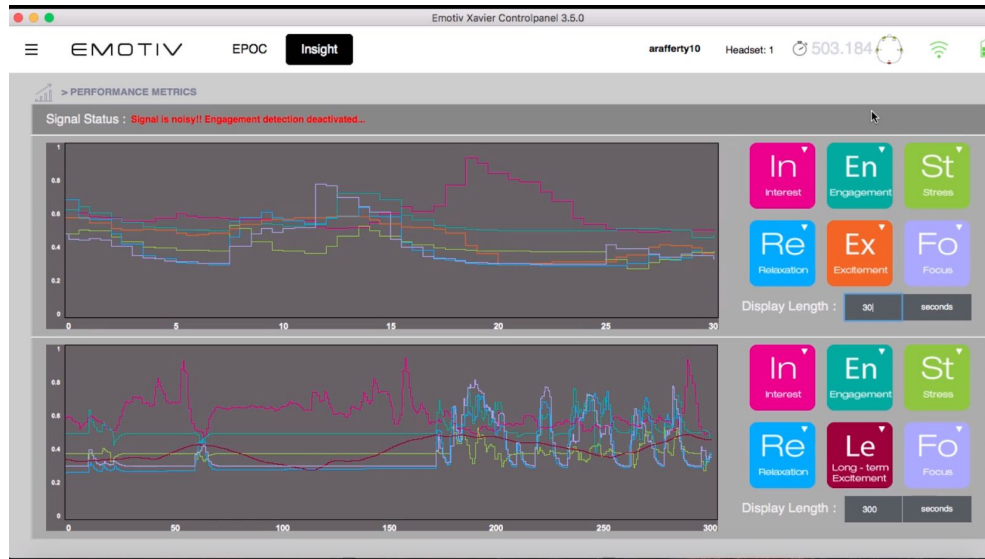 Emotiv Xavier Controlpanel 3.5.0
EMOTIV EPOC Insight arafferty10 Headset: 1 503.184
> PERFORMANCE METRICS
Signal Status : Signal is noisy!! Engagement detection deactivated...
1
0.8
0.6
0.4
0.2
0
0 5 10 15 20 25 30
In En St
Interest Engagement Stress
Re Ex Fo
Relaxation Excitement Focus
Display Length : 30 seconds
1
0.8
0.6
0.4
0.2
0
0 50 100 150 200 250 300
In En St
Interest Engagement Stress
Re Le Fo
Relaxation Long - term Excitement Focus
Display Length : 300 seconds